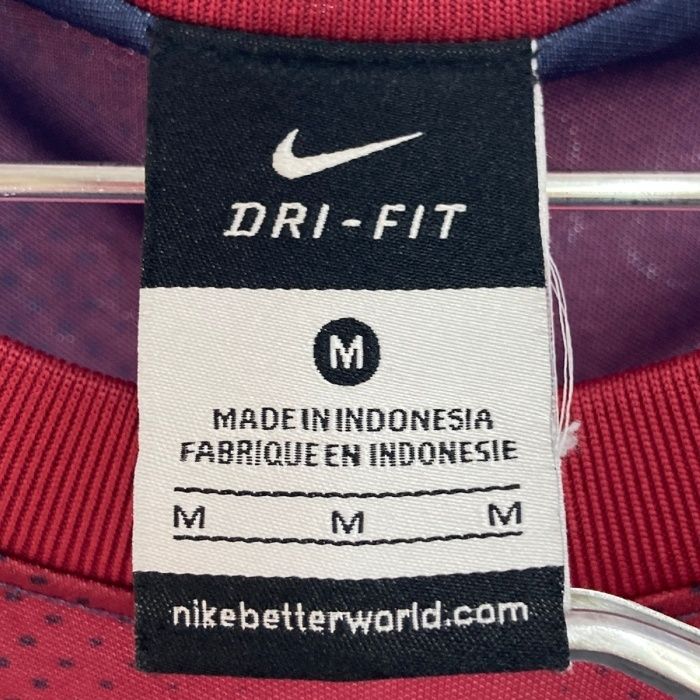 DRI-FIT
M
MADE IN INDONESIA
FABRIQUE EN INDONESIE
M M M
nikebetterworld.com